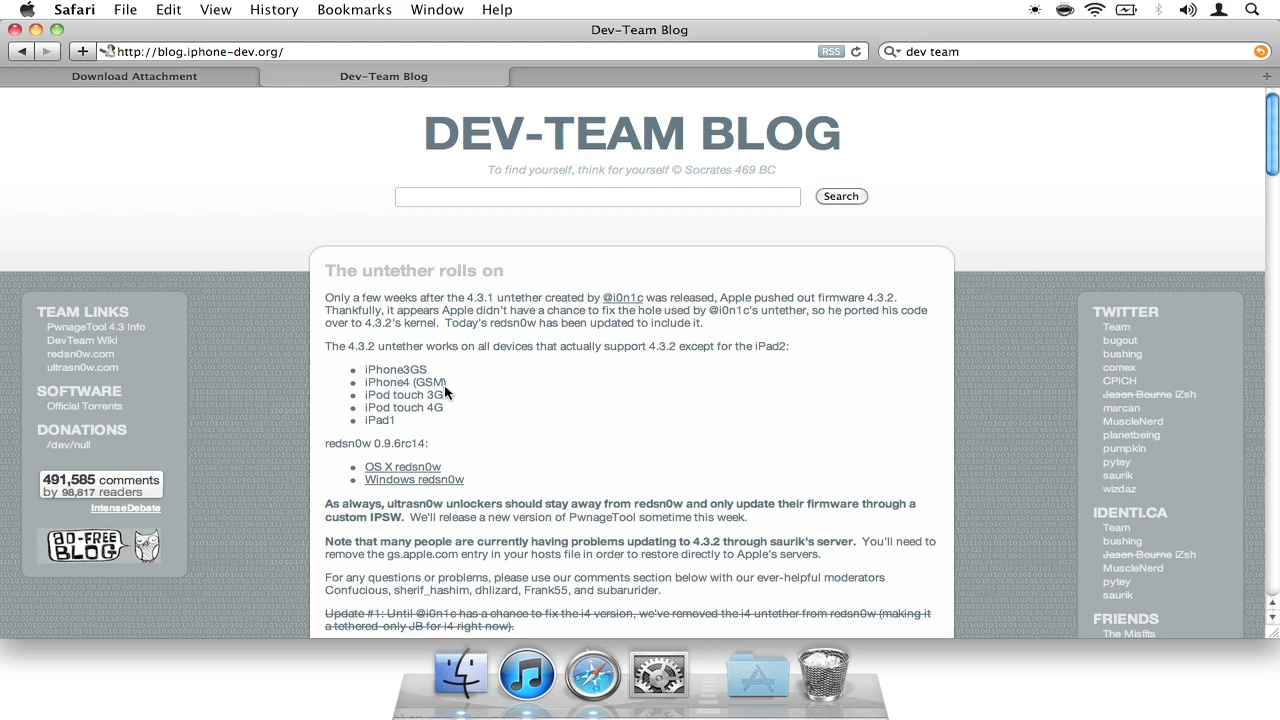 Safari File Edit View History Bookmarks Window Help
Dev-Team Blog
http://blog.iphone-dev.org/ RSS dev team
Download Attachment Dev-Team Blog
DEV-TEAM BLOG
To find yourself, think for yourself © Socrates 469 BC
Search
TEAM LINKS
PwnageTool 4.3 Info
DevTeam Wiki
redsn0w.com
ultrasn0w.com
SOFTWARE
Official Torrents
DONATIONS
/dev/null
491,585 comments
by 98,817 readers
IntenseDebate
AD-FREE
BLOG
The untether rolls on
Only a few weeks after the 4.3.1 untether created by @i0n1c was released, Apple pushed out firmware 4.3.2.
Thankfully, it appears Apple didn't have a chance to fix the hole used by @i0n1c's untether, so he ported his code
over to 4.3.2's kernel. Today's redsn0w has been updated to include it.
The 4.3.2 untether works on all devices that actually support 4.3.2 except for the iPad2:
iPhone3GS
iPhone4 (GSM)
iPod touch 3G
iPod touch 4G
iPad1
redsn0w 0.9.6rc14:
OS X redsn0w
Windows redsn0w
As always, ultrasn0w unlockers should stay away from redsn0w and only update their firmware through a
custom IPSW. We'll release a new version of PwnageTool sometime this week.
Note that many people are currently having problems updating to 4.3.2 through saurik's server. You'll need to
remove the gs.apple.com entry in your hosts file in order to restore directly to Apple's servers.
For any questions or problems, please use our comments section below with our ever-helpful moderators
Confucious, sherif_hashim, dhlizard, Frank55, and subarurider.
Update #1: Until @i0n1c has a chance to fix the i4 version, we've removed the i4 untether from redsn0w (making it
a tethered-only JB for i4 right now).
TWITTER
Team
bugout
bushing
comex
CPICH
Jason Bourne iZsh
marcan
MuscleNerd
planetbeing
pumpkin
pytey
saurik
wizdaz
IDENTI.CA
Team
bushing
Jason Bourne iZsh
MuscleNerd
pytey
saurik
FRIENDS
The Misfits